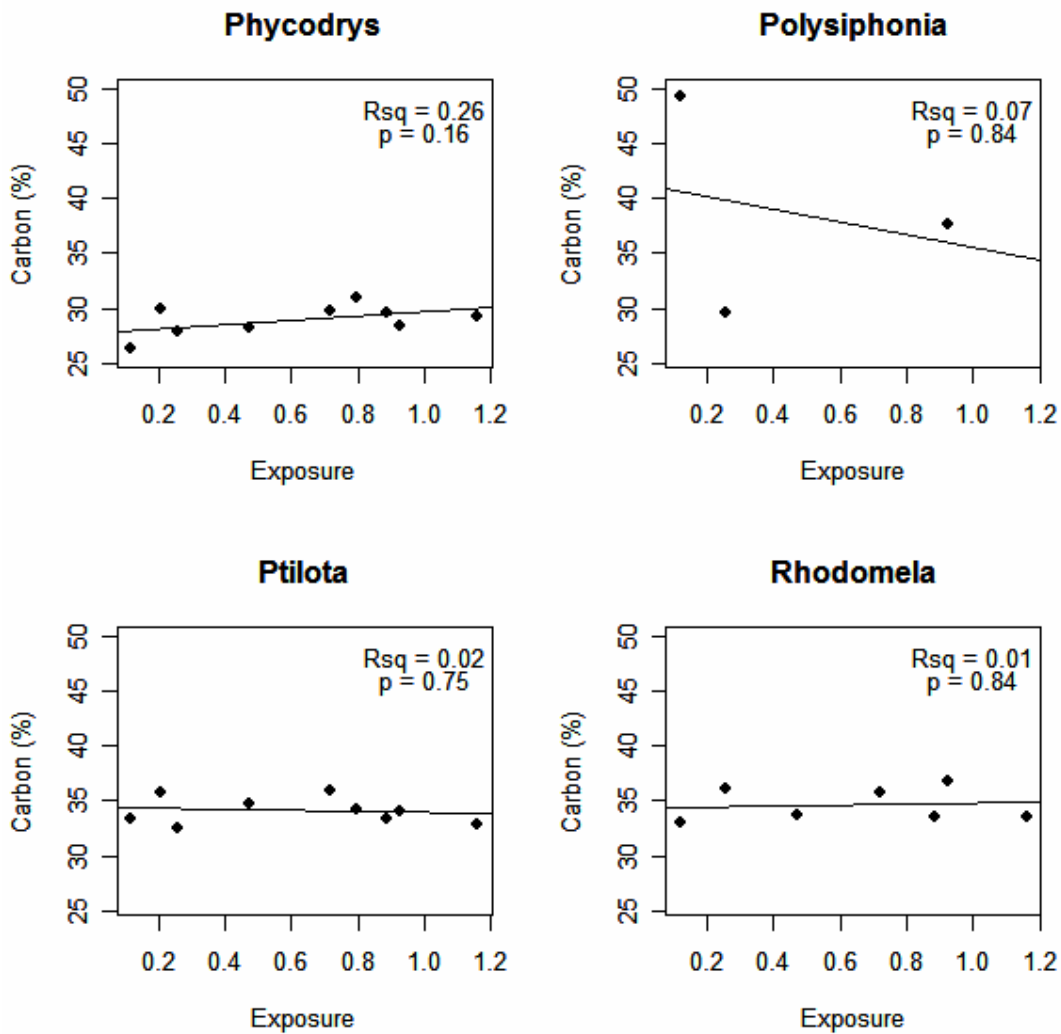 Phycodrys
Rsq = 0.26
p = 0.16
Carbon (%)
50
45
40
35
30
25
0.2 0.4 0.6 0.8 1.0 1.2
Exposure
Polysiphonia
Rsq = 0.07
p = 0.84
Carbon (%)
50
45
40
35
30
25
0.2 0.4 0.6 0.8 1.0 1.2
Exposure
Ptilota
Rsq = 0.02
p = 0.75
Carbon (%)
50
45
40
35
30
25
0.2 0.4 0.6 0.8 1.0 1.2
Exposure
Rhodomela
Rsq = 0.01
p = 0.84
Carbon (%)
50
45
40
35
30
25
0.2 0.4 0.6 0.8 1.0 1.2
Exposure